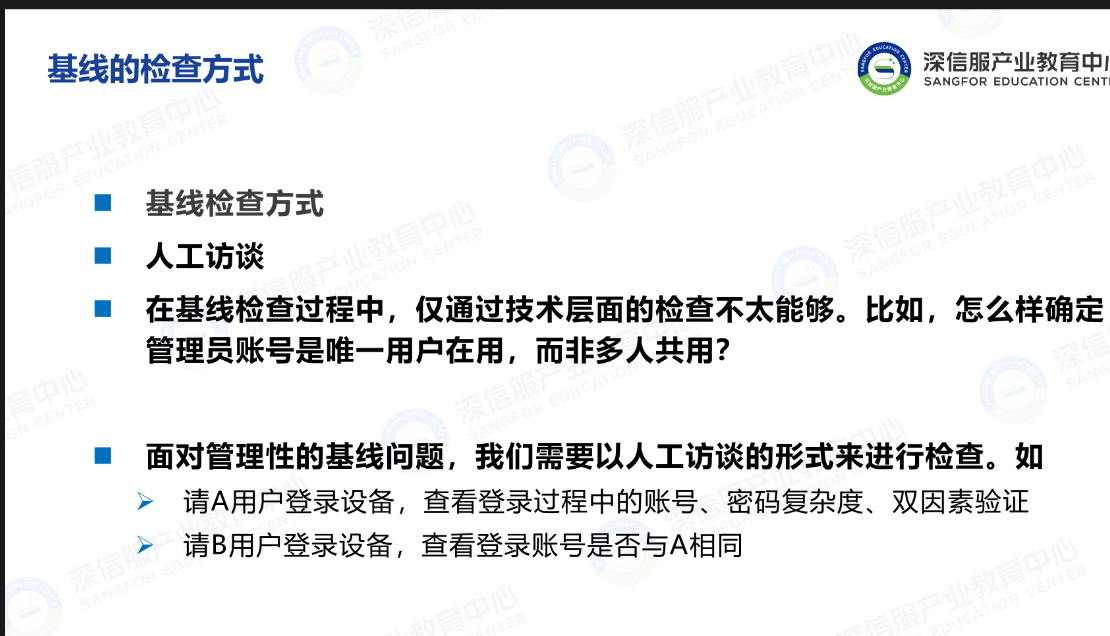 基线的检查方式
深信服产业教育中
SANGFOR EDUCATION CENT
基线检查方式
人工访谈
在基线检查过程中，仅通过技术层面的检查不太能够。比如，怎么样确定
管理员账号是唯一用户在用，而非多人共用？
面对管理性的基线问题，我们需要以人工访谈的形式来进行检查。如
请A用户登录设备，查看登录过程中的账号、密码复杂度、双因素验证
请B用户登录设备，查看登录账号是否与A相同